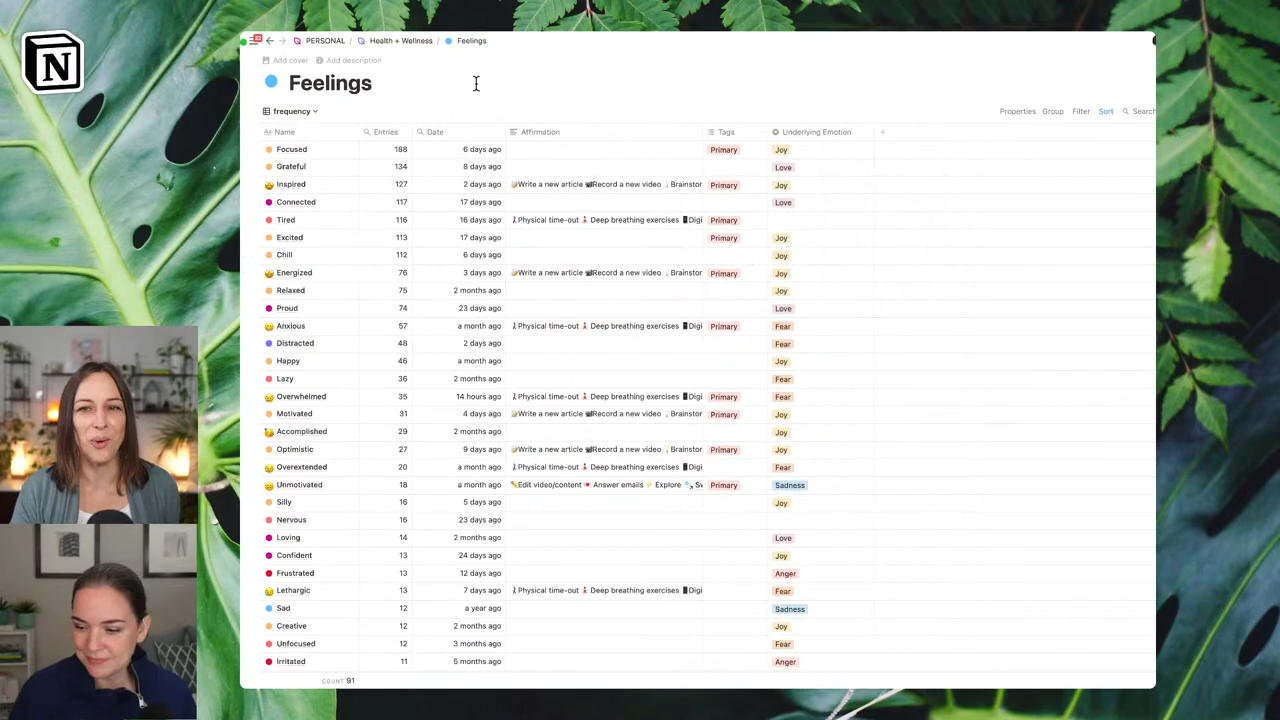 N
22
PERSONAL / Health + Wellness / Feelings
Add cover Add description
Feelings
frequency Properties Group Filter Sort Search
Aa Name Entries Date Affirmation Tags Underlying Emotion +
Focused 188 6 days ago Primary Joy
Grateful 134 8 days ago Love
Inspired 127 2 days ago Write a new article Record a new video Brainstor Primary Joy
Connected 117 17 days ago Love
Tired 116 16 days ago Physical time-out Deep breathing exercises Digi Primary
Excited 113 17 days ago Primary Joy
Chill 112 6 days ago Joy
Energized 76 3 days ago Write a new article Record a new video Brainstor Primary Joy
Relaxed 75 2 months ago Joy
Proud 74 23 days ago Love
Anxious 57 a month ago Physical time-out Deep breathing exercises Digi Primary Fear
Distracted 48 2 days ago Fear
Happy 46 a month ago Joy
Lazy 36 2 months ago Fear
Overwhelmed 35 14 hours ago Physical time-out Deep breathing exercises Digi Primary Fear
Motivated 31 4 days ago Write a new article Record a new video Brainstor Primary Joy
Accomplished 29 2 months ago Joy
Optimistic 27 9 days ago Write a new article Record a new video Brainstor Primary Joy
Overextended 20 a month ago Physical time-out Deep breathing exercises Digi Fear
Unmotivated 18 a month ago Edit video/content Answer emails Explore Primary Sadness
Silly 16 5 days ago Joy
Nervous 16 23 days ago
Loving 14 2 months ago Love
Confident 13 24 days ago Joy
Frustrated 13 12 days ago Anger
Lethargic 13 7 days ago Physical time-out Deep breathing exercises Digi Fear
Sad 12 a year ago Sadness
Creative 12 2 months ago Joy
Unfocused 12 3 months ago Fear
Irritated 11 5 months ago Anger
COUNT 91